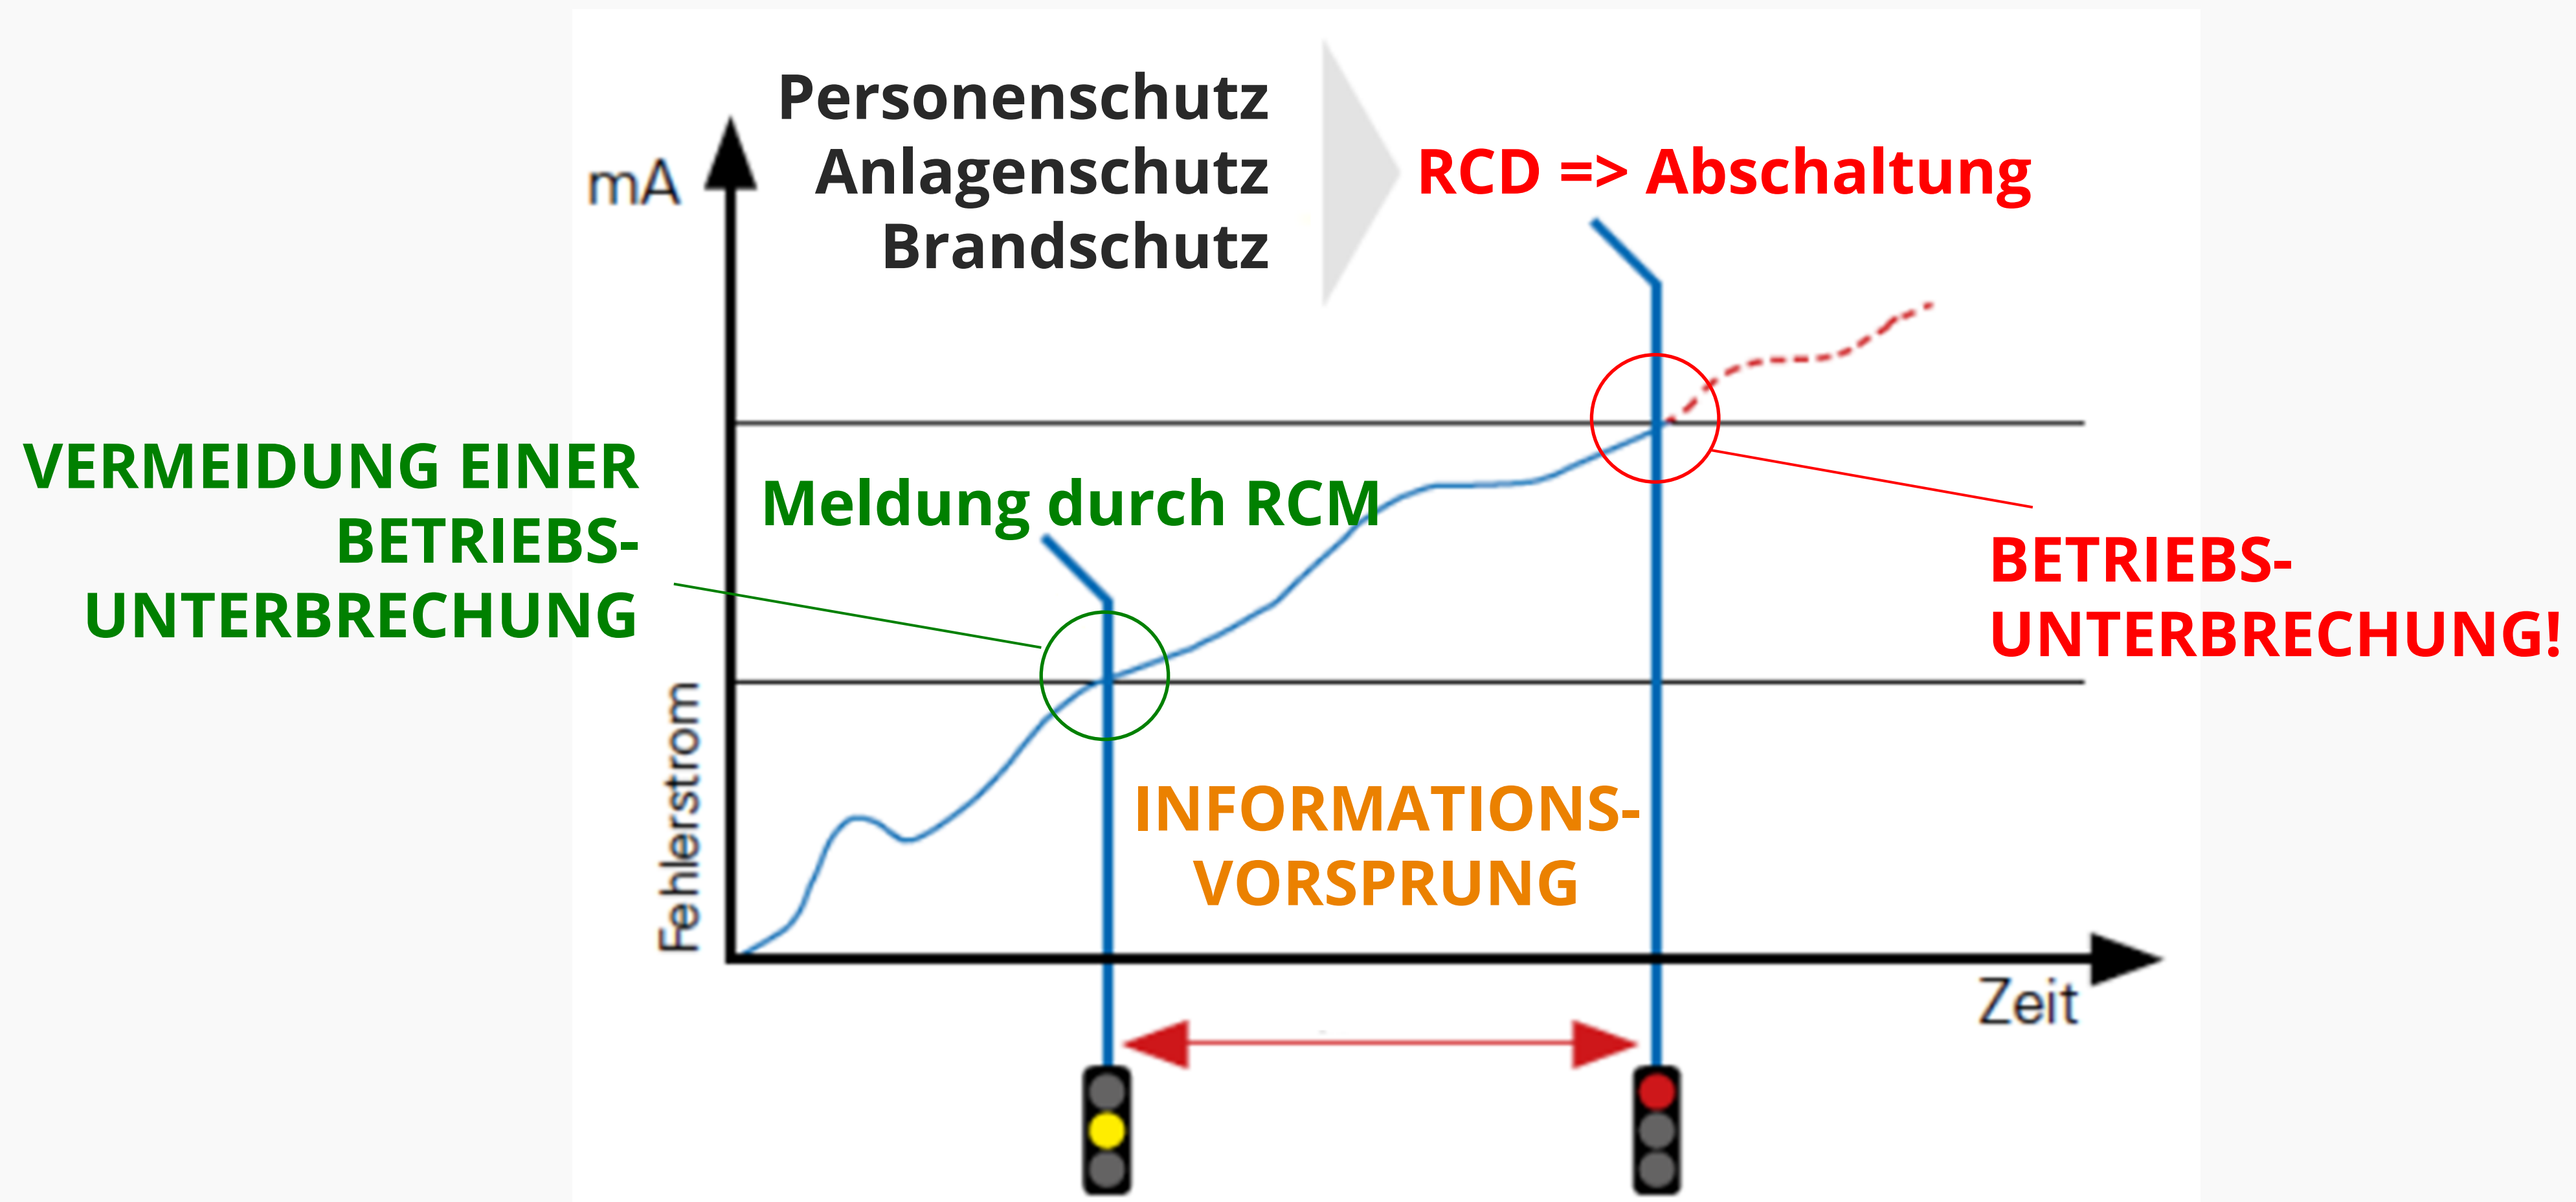 Personenschutz
Anlagenschutz
Brandschutz
mA
RCD => Abschaltung
VERMEIDUNG EINER
BETRIEBS-
UNTERBRECHUNG
Meldung durch RCM
BETRIEBS-
UNTERBRECHUNG!
Fehlerstrom
INFORMATIONS-
VORSPRUNG
Zeit